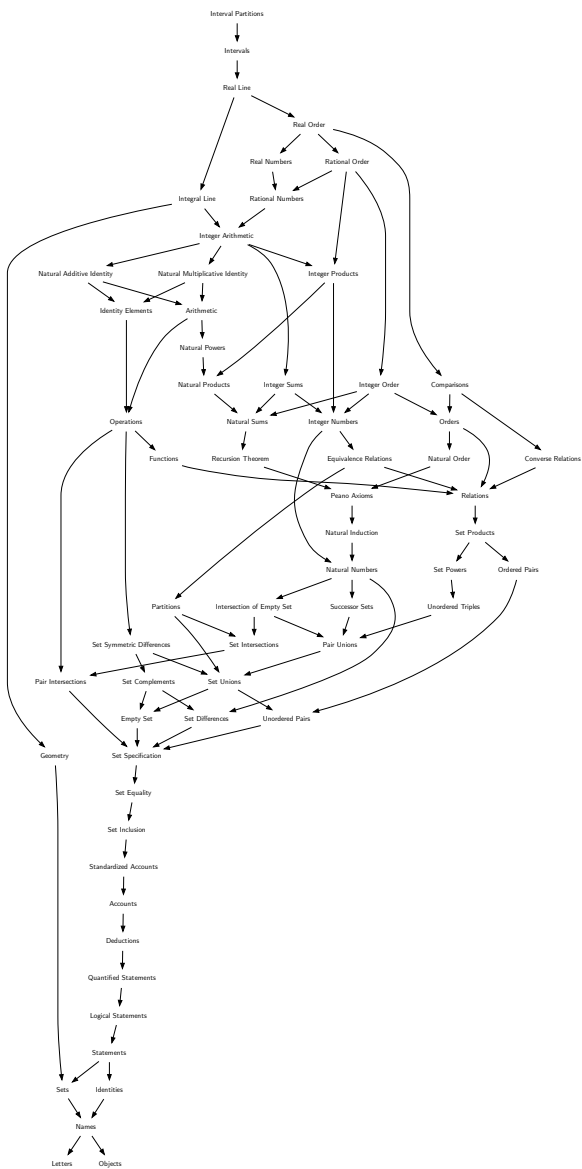 Interval Partitions
Intervals
Real Line
Real Order
Real Numbers Rational Order
Integral Line Rational Numbers
Integer Arithmetic
Natural Additive Identity Natural Multiplicative Identity Integer Products
Identity Elements Arithmetic
Natural Powers
Natural Products Integer Sums Integer Order Comparisons
Operations Natural Sums Integer Numbers Orders
Functions Recursion Theorem Equivalence Relations Natural Order Converse Relations
Peano Axioms Relations
Natural Induction Set Products
Natural Numbers Set Powers Ordered Pairs
Partitions Intersection of Empty Set Successor Sets Unordered Triples
Set Symmetric Differences Set Intersections Pair Unions
Pair Intersections Set Complements Set Unions
Empty Set Set Differences Unordered Pairs
Geometry Set Specification
Set Equality
Set Inclusion
Standardized Accounts
Accounts
Deductions
Quantified Statements
Logical Statements
Statements
Sets Identities
Names
Letters Objects